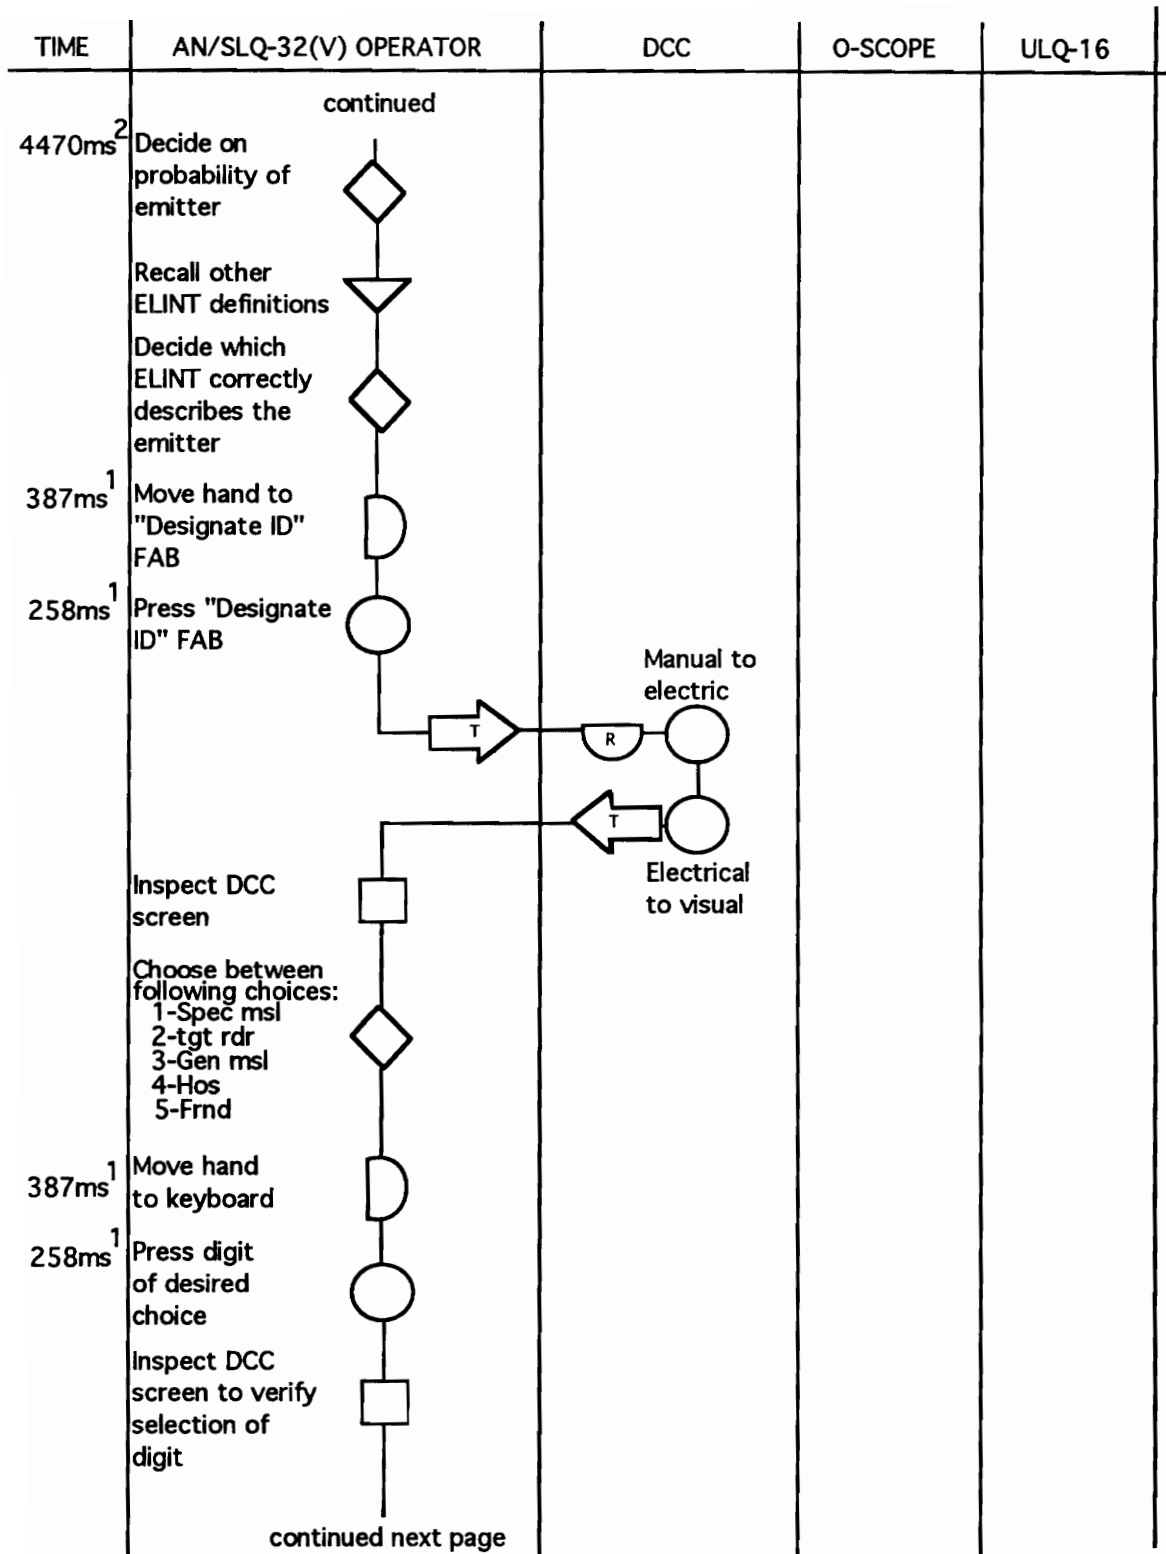 TIME AN/SLQ-32(V) OPERATOR DCC O-SCOPE ULQ-16
continued
4470ms2 Decide on
probability of
emitter
Recall other
ELINT definitions
Decide which
ELINT correctly
describes the
emitter
387ms1 Move hand to
"Designate ID"
FAB
258ms1 Press "Designate
ID" FAB
Manual to
electric
T R
T
Electrical
to visual
Inspect DCC
screen
Choose between
following choices:
1-Spec msl
2-tgt rdr
3-Gen msl
4-Hos
5-Frnd
387ms1 Move hand
to keyboard
258ms1 Press digit
of desired
choice
Inspect DCC
screen to verify
selection of
digit
continued next page